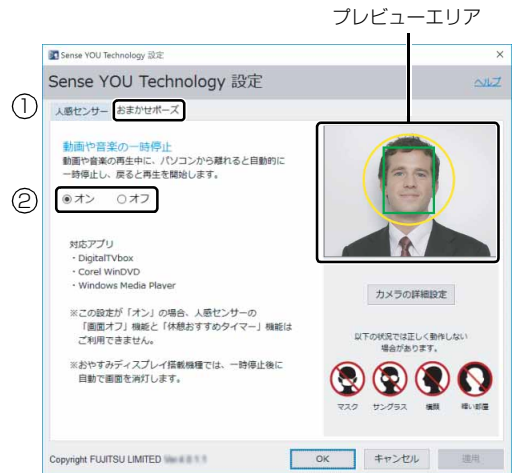 プレビューエリア
Sense YOU Technology 設定
Sense YOU Technology 設定
ヘルプ
①
人感センサー おまかせポーズ
動画や音楽の一時停止
動画や音楽の再生中に、パソコンから離れると自動的に
一時停止し、戻ると再生を開始します。
②
オン オフ
対応アプリ
・DigitalTVbox
・Corel WinDVD
・Windows Media Player
カメラの詳細設定
※この設定が「オン」の場合、人感センサーの
「画面オフ」機能と「休憩おすすめタイマー」機能は
ご利用できません。
※おやすみディスプレイ搭載機種では、一時停止後に
自動で画面を消灯します。
以下の状況では正しく動作しない
場合があります。
マスク サングラス 横顔 暗い部屋
Copyright FUJITSU LIMITED
OK キャンセル 適用